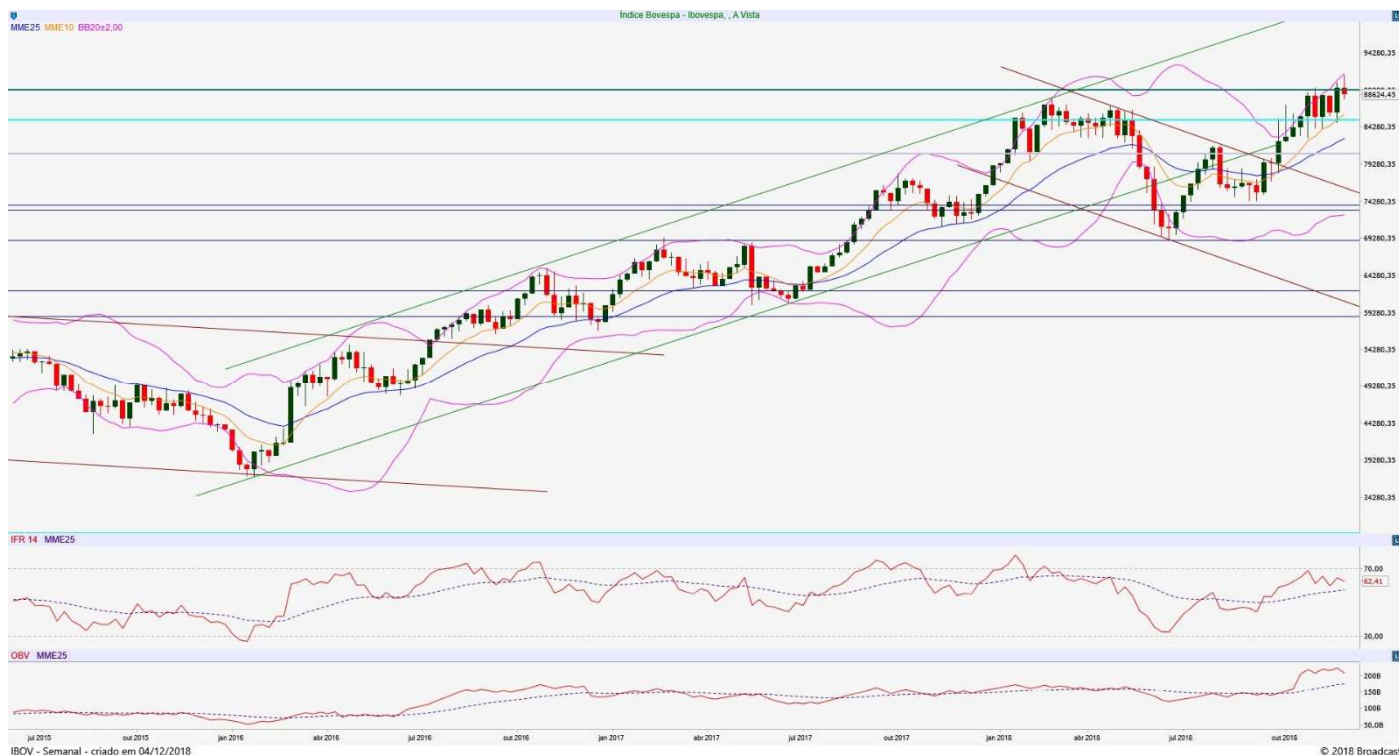 Índice Bovespa - Ibovespa, , A Vista
MME25 MME10 BB20±2,00
94280,35
88624,45
84280,35
79280,35
74280,35
69280,35
64280,35
59280,35
54280,35
49280,35
44280,35
39280,35
34280,35
IFR 14 MME25
70,00
62,41
30,00
OBV MME25
200B
150B
100B
50,0B
jul 2015 out 2015 jan 2016 abr 2016 jul 2016 out 2016 jan 2017 abr 2017 jul 2017 out 2017 jan 2018 abr 2018 jul 2018 out 2018
IBOV - Semanal - criado em 04/12/2018 © 2018 Broadcast